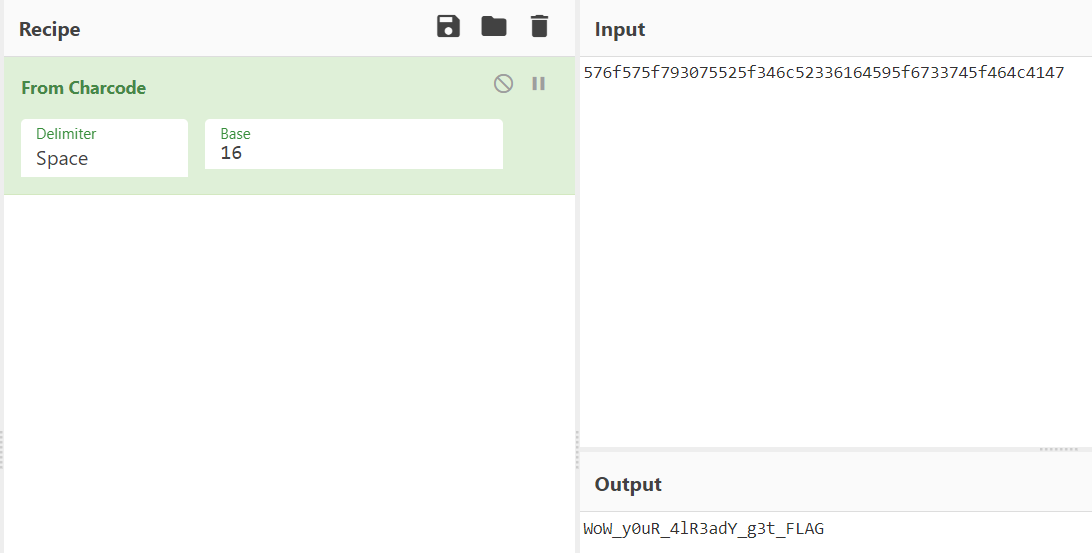 Recipe
From Charcode
Delimiter
Space
Base
16
Input
576f575f793075525f346c52336164595f6733745f464c4147
Output
WoW_y0uR_4lR3adY_g3t_FLAG